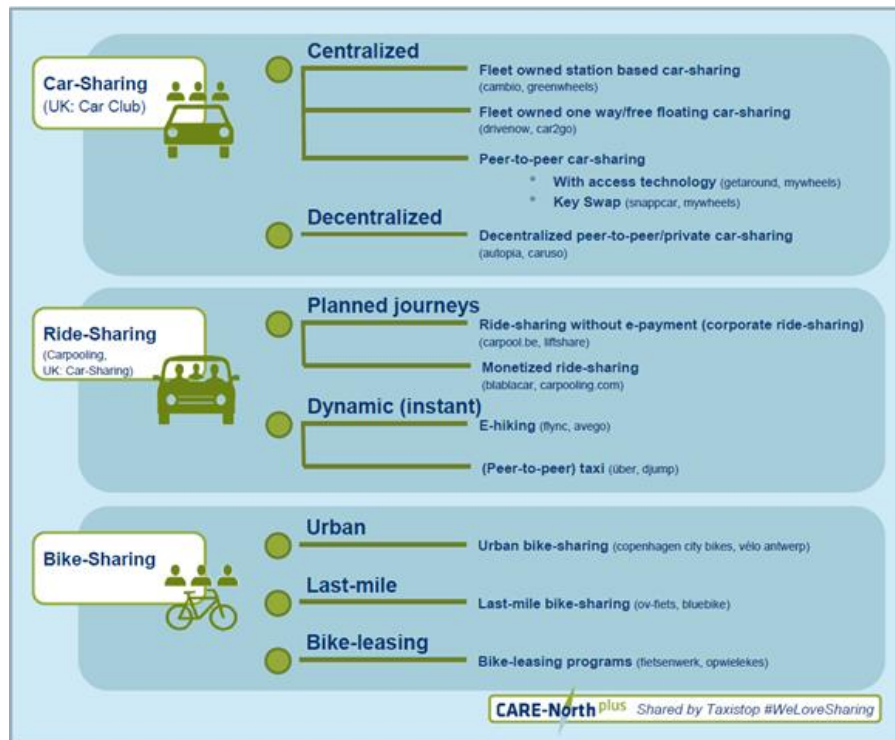 Car-Sharing
(UK: Car Club)
Centralized
Fleet owned station based car-sharing
(cambio, greenwheels)
Fleet owned one way/free floating car-sharing
(drivenow, car2go)
Peer-to-peer car-sharing
With access technology (getaround, mywheels)
Key Swap (snappcar, mywheels)
Decentralized
Decentralized peer-to-peer/private car-sharing
(autopia, caruso)
Ride-Sharing
(Carpooling,
UK: Car-Sharing)
Planned journeys
Ride-sharing without e-payment (corporate ride-sharing)
(carpool.be, liftshare)
Monetized ride-sharing
(blablacar, carpooling.com)
Dynamic (instant)
E-hiking (flync, avego)
(Peer-to-peer) taxi (über, djump)
Bike-Sharing
Urban
Urban bike-sharing (copenhagen city bikes, vélo antwerp)
Last-mile
Last-mile bike-sharing (ov-fiets, bluebike)
Bike-leasing
Bike-leasing programs (fietsenwerk, opwielekes)
CARE-North plus Shared by Taxistop #WeLoveSharing